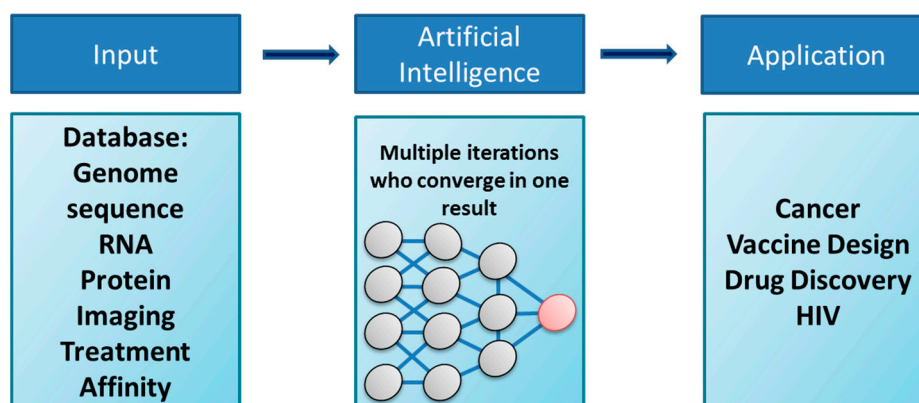 Input
Artificial
Intelligence
Application
Database:
Genome
sequence
RNA
Protein
Imaging
Treatment
Affinity
Multiple iterations
who converge in one
result
Cancer
Vaccine Design
Drug Discovery
HIV